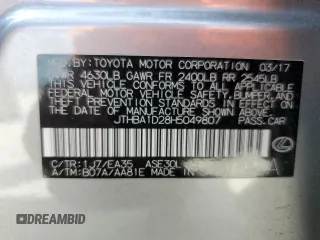 MFD.BY:TOYOTA MOTOR CORPORATION 03/17
GVWR 4630LB GAWR FR 2400LB RR 2545LB
THIS VEHICLE CONFORMS TO ALL APPLICABLE
FEDERAL MOTOR VEHICLE SAFETY, BUMPER, AND
THEFT PREVENTION STANDARDS IN EFFECT ON THE
DATE OF MANUFACTURE SHOWN ABOVE.
JTHBA1D28H5049807
PASS. CAR
C/TR:1J7/EA35 ASE30L
A/TM:B07A/AA81E MADE IN